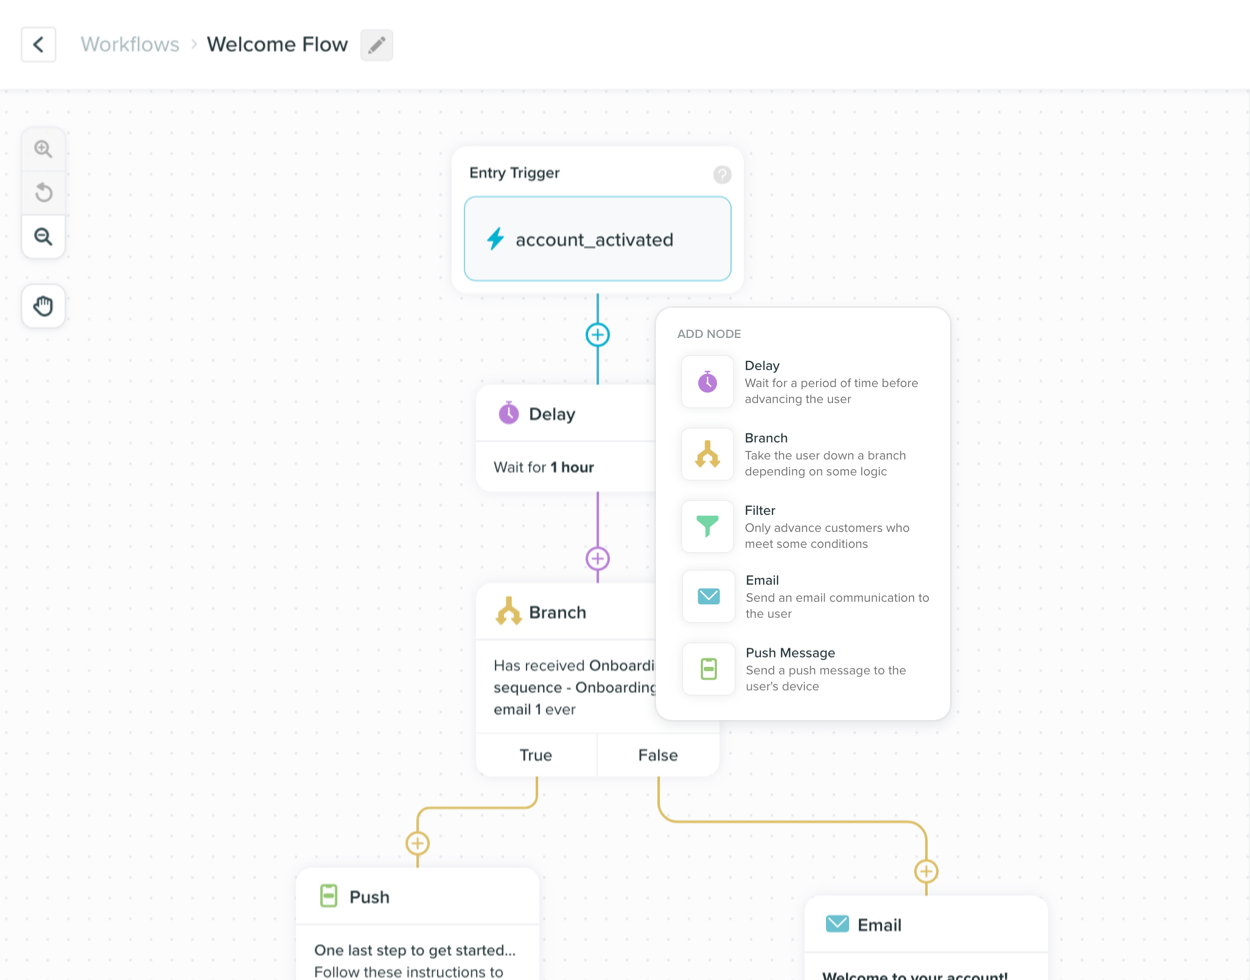 Workflows > Welcome Flow
Entry Trigger ?
account_activated
ADD NODE
Delay
Wait for a period of time before
advancing the user
Branch
Take the user down a branch
depending on some logic
Filter
Only advance customers who
meet some conditions
Email
Send an email communication to
the user
Push Message
Send a push message to the
user's device
Delay
Wait for 1 hour
Branch
Has received Onboardi
sequence - Onboarding
email 1 ever
True False
Push
One last step to get started...
Follow these instructions to
Email
Welcome to your account!